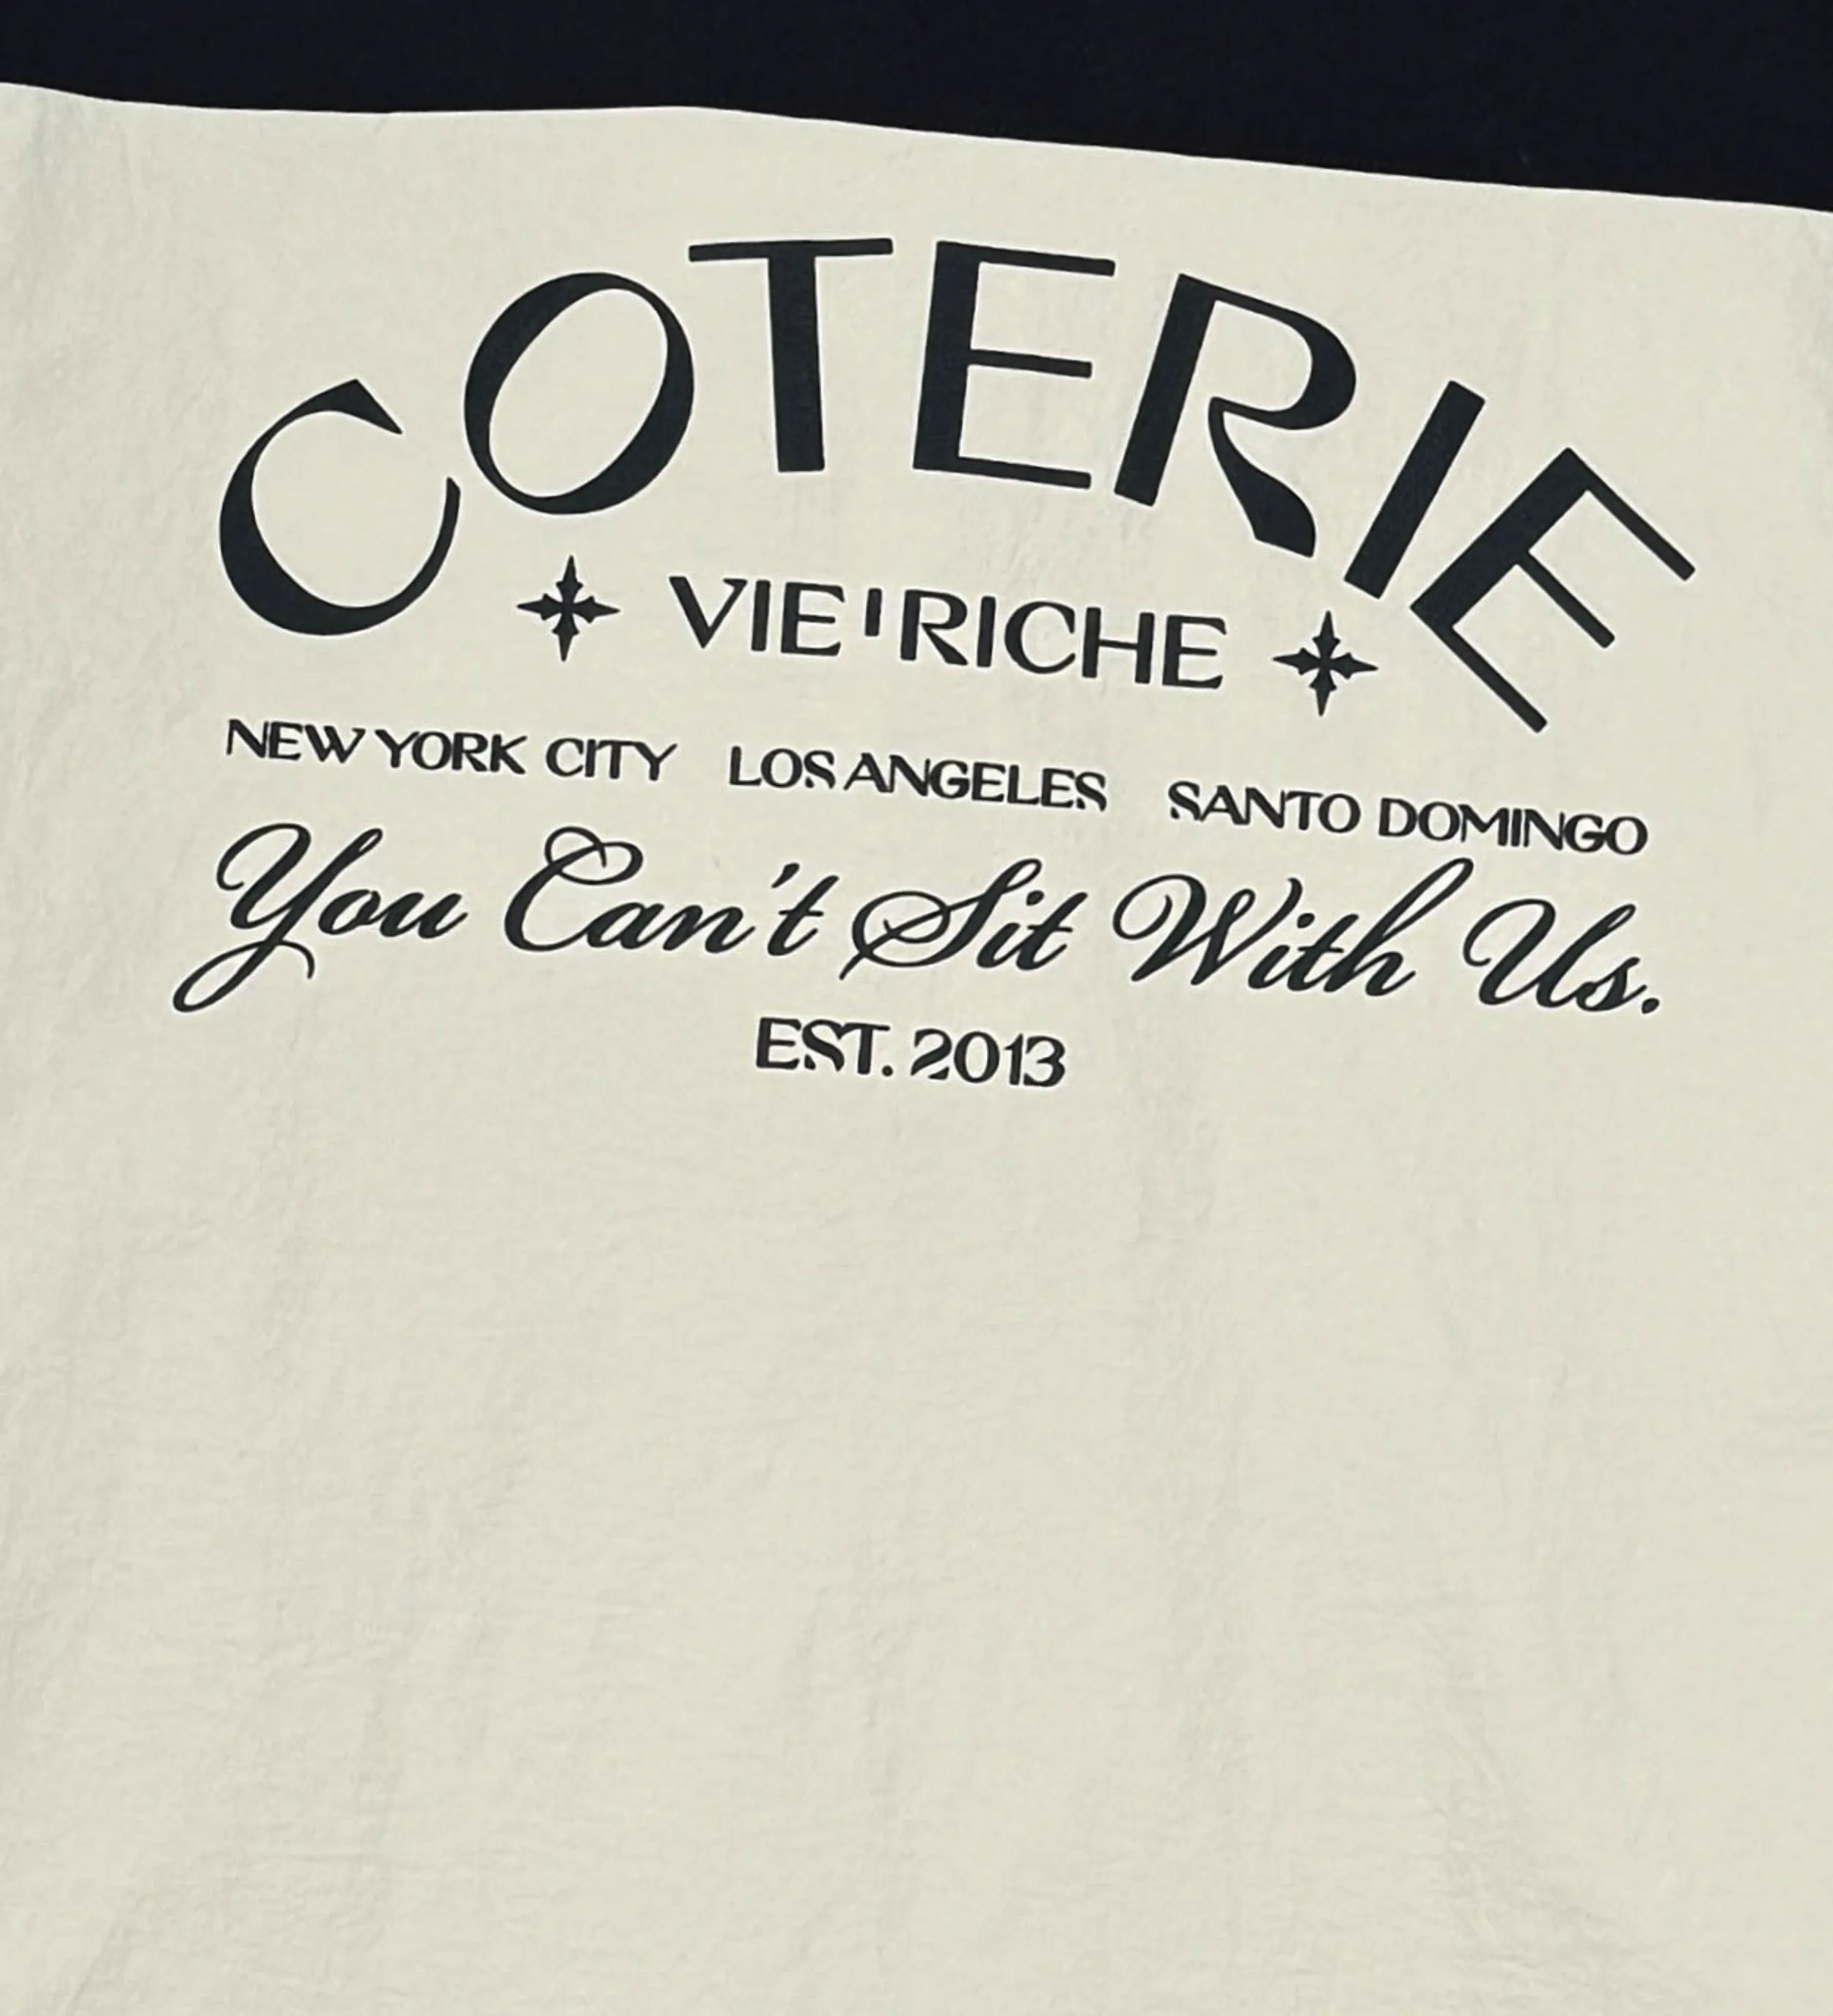 COTERIE
VIE'RICHE
NEW YORK CITY LOS ANGELES SANTO DOMINGO
You Can't Sit With Us.
EST. 2013